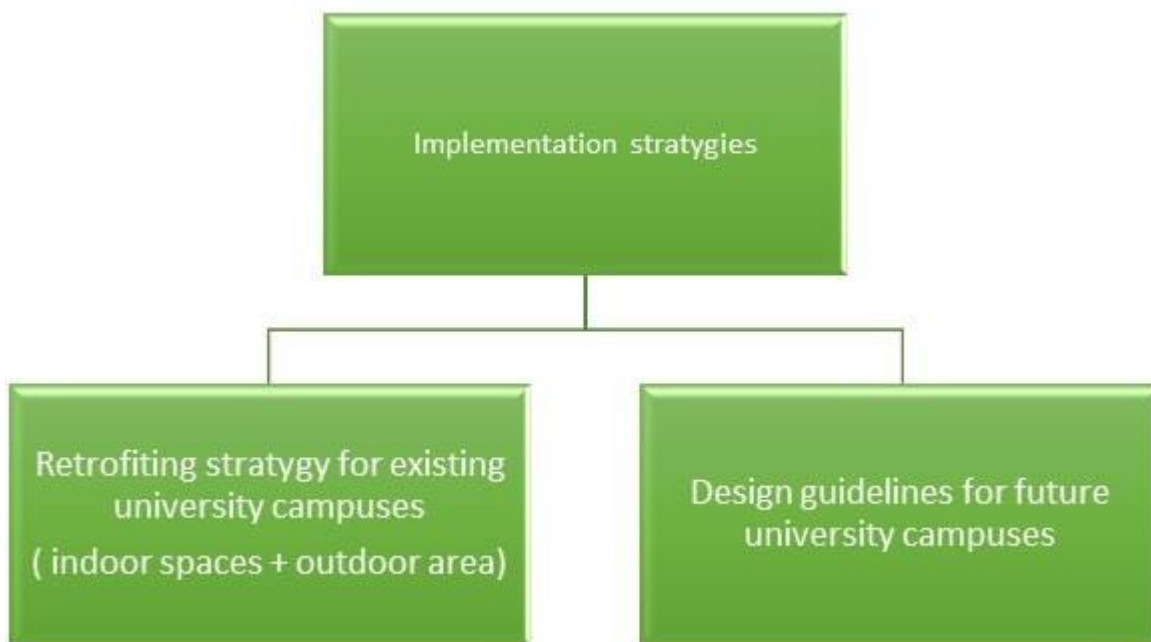 Implementation stratygies
Retrofiting stratygy for existing
university campuses
( indoor spaces + outdoor area)
Design guidelines for future
university campuses